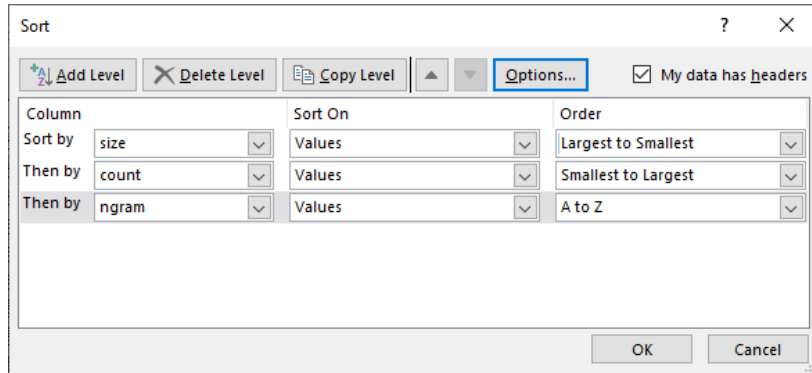 Sort ? ×
Add Level Delete Level Copy Level Options... My data has headers
Column Sort On Order
Sort by size Values Largest to Smallest
Then by count Values Smallest to Largest
Then by ngram Values A to Z
OK Cancel